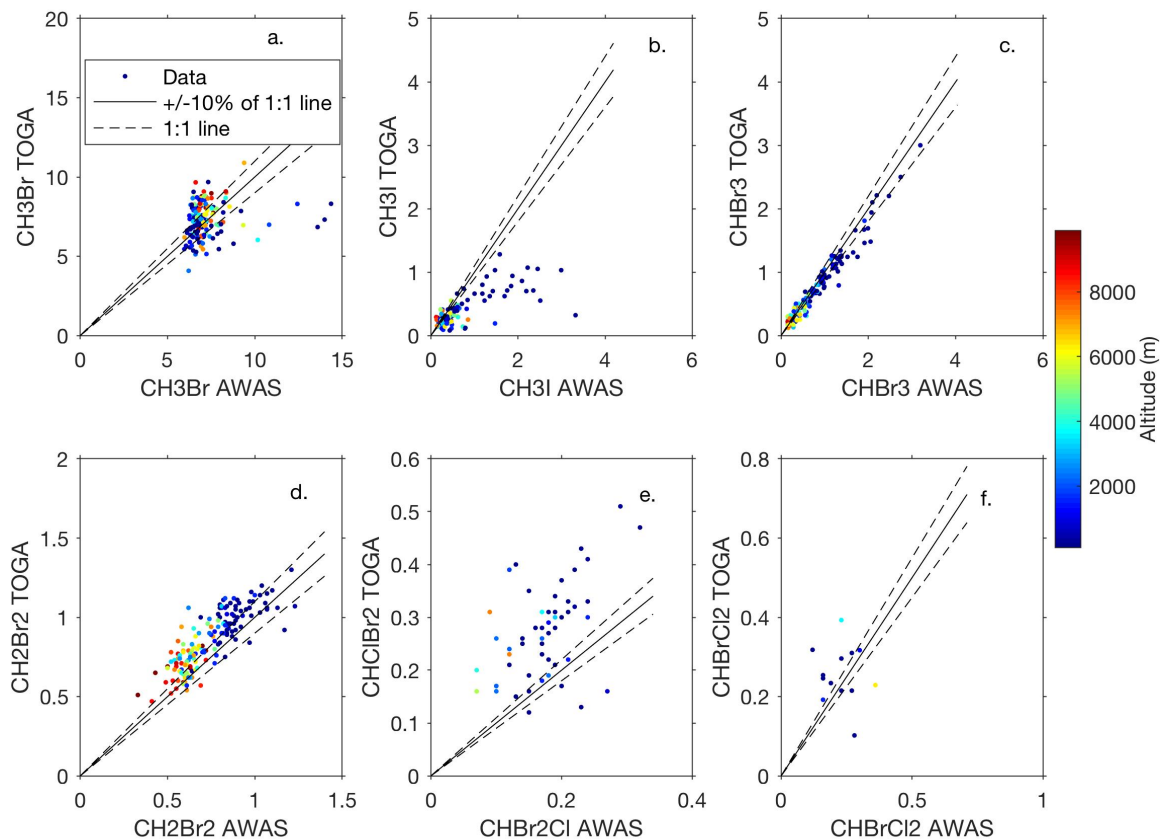 20
15
10
5
0
0
5
10
15
CH3Br TOGA
CH3Br AWAS
a.
Data
+/-10% of 1:1 line
1:1 line
5
4
3
2
1
0
0
2
4
6
CH3I TOGA
CH3I AWAS
b.
5
4
3
2
1
0
0
2
4
6
CHBr3 TOGA
CHBr3 AWAS
c.
8000
6000
4000
2000
Altitude (m)
2
1.5
1
0.5
0
0
0.5
1
1.5
CH2Br2 TOGA
CH2Br2 AWAS
d.
0.6
0.5
0.4
0.3
0.2
0.1
0
0
0.2
0.4
CHClBr2 TOGA
CHBr2Cl AWAS
e.
0.8
0.6
0.4
0.2
0
0
0.5
1
CHBrCl2 TOGA
CHBrCl2 AWAS
f.